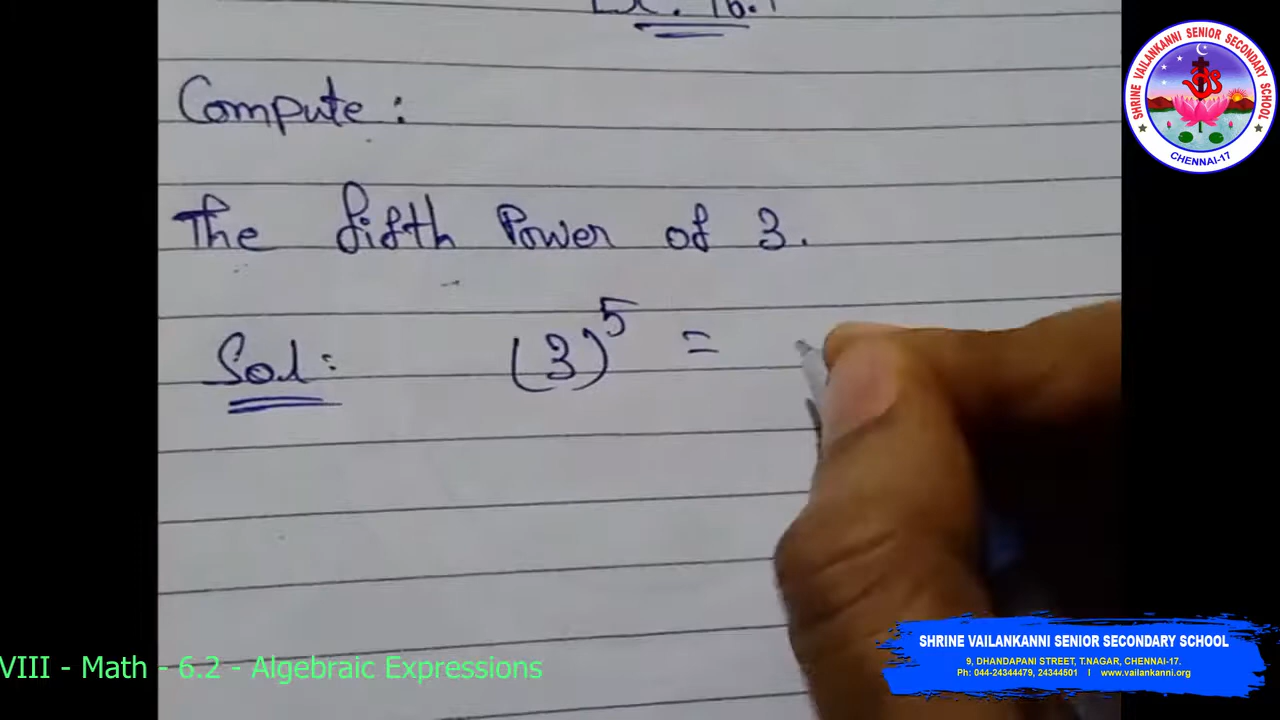 Compute :
The fifth Power of 3.
Sol: (3)^5 =
SHRINE VAILANKANNI SENIOR SECONDARY SCHOOL
CHENNAI-17
VIII - Math - 6.2 - Algebraic Expressions
SHRINE VAILANKANNI SENIOR SECONDARY SCHOOL
9, DHANDAPANI STREET, T.NAGAR, CHENNAI-17.
Ph: 044-24344479, 24344501 I www.vailankanni.org